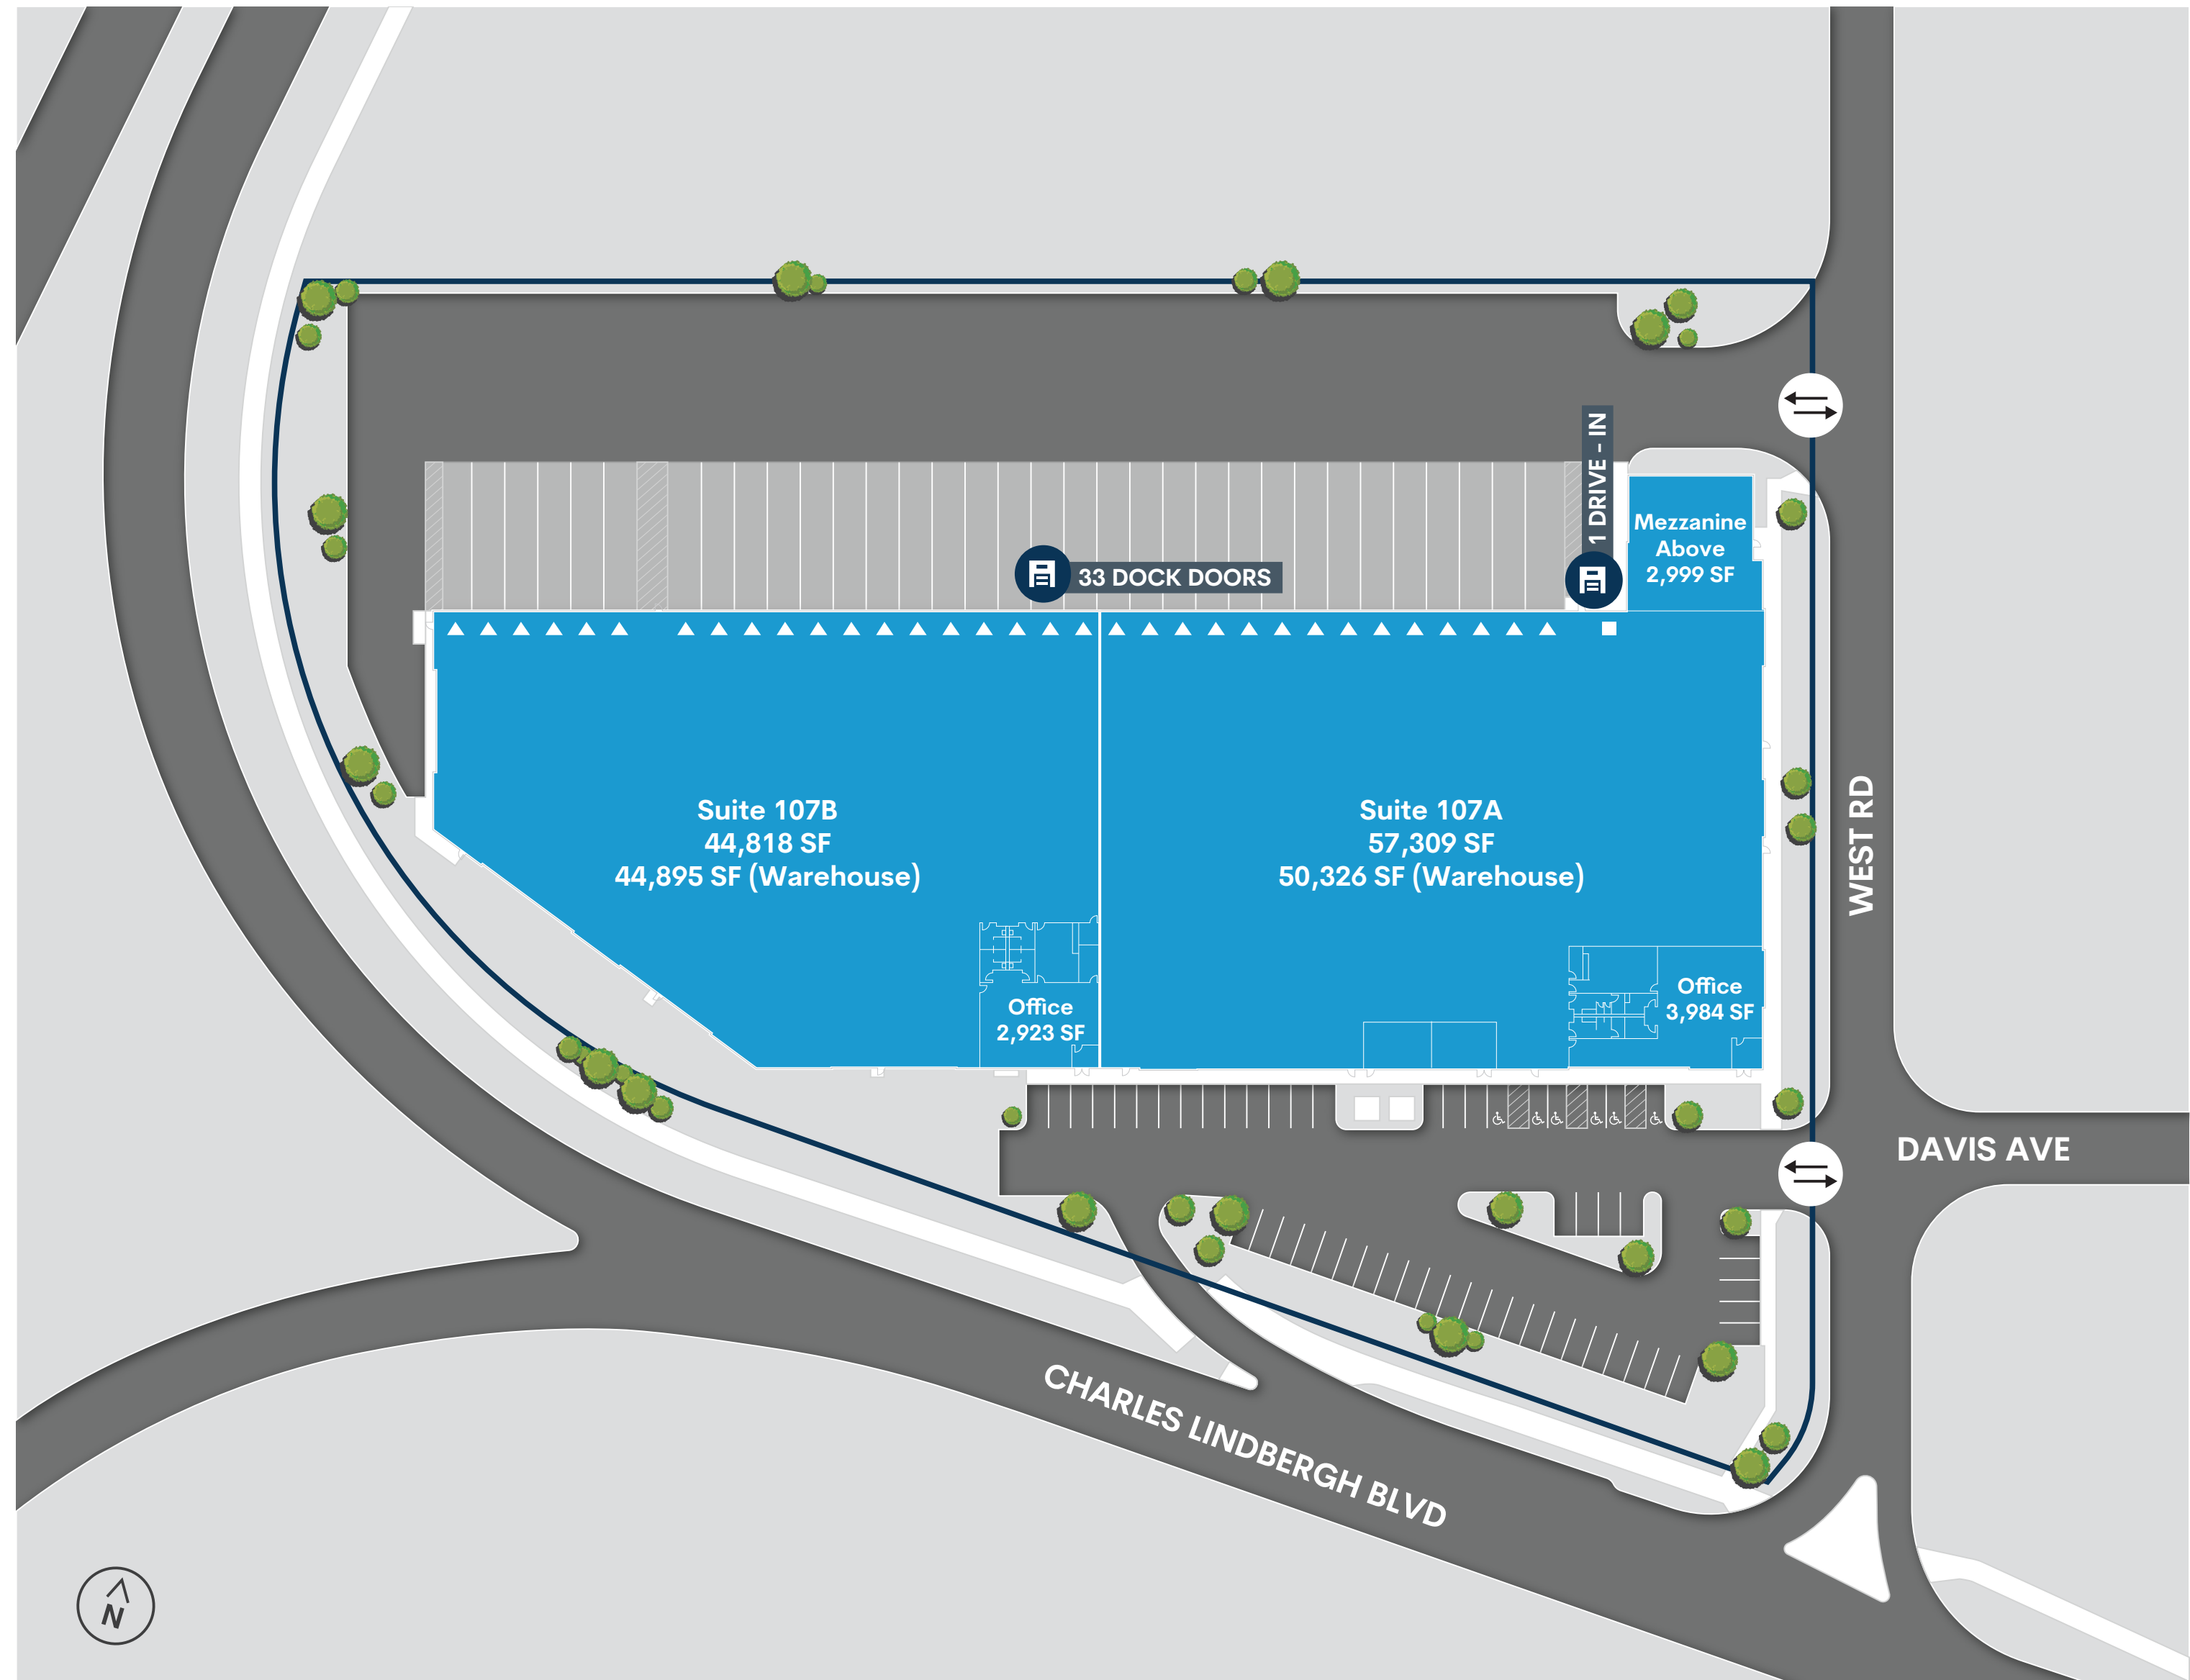 1 DRIVE - IN
Mezzanine
Above
2,999 SF
33 DOCK DOORS
Suite 107B
44,818 SF
44,895 SF (Warehouse)
Suite 107A
57,309 SF
50,326 SF (Warehouse)
WEST RD
Office
2,923 SF
Office
3,984 SF
DAVIS AVE
CHARLES LINDBERGH BLVD
N